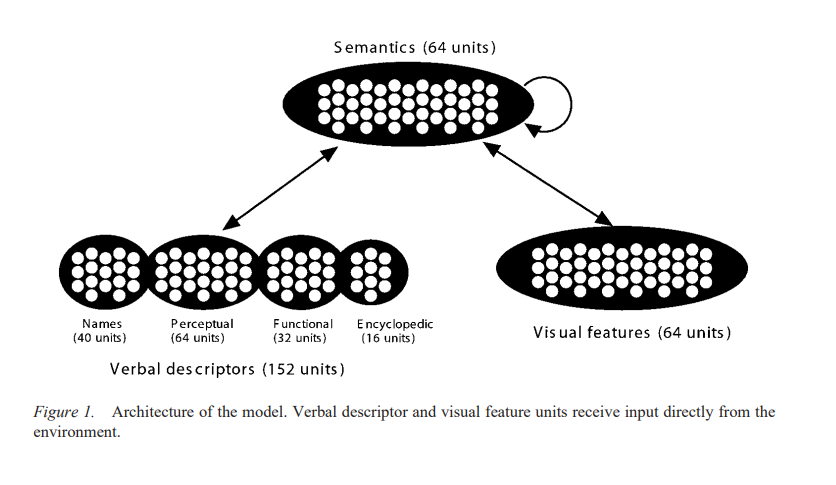 Semantics (64 units)
Names
(40 units)
Perceptual
(64 units)
Functional
(32 units)
Encyclopedic
(16 units)
Verbal descriptors (152 units)
Visual features (64 units)
Figure 1. Architecture of the model. Verbal descriptor and visual feature units receive input directly from the
environment.